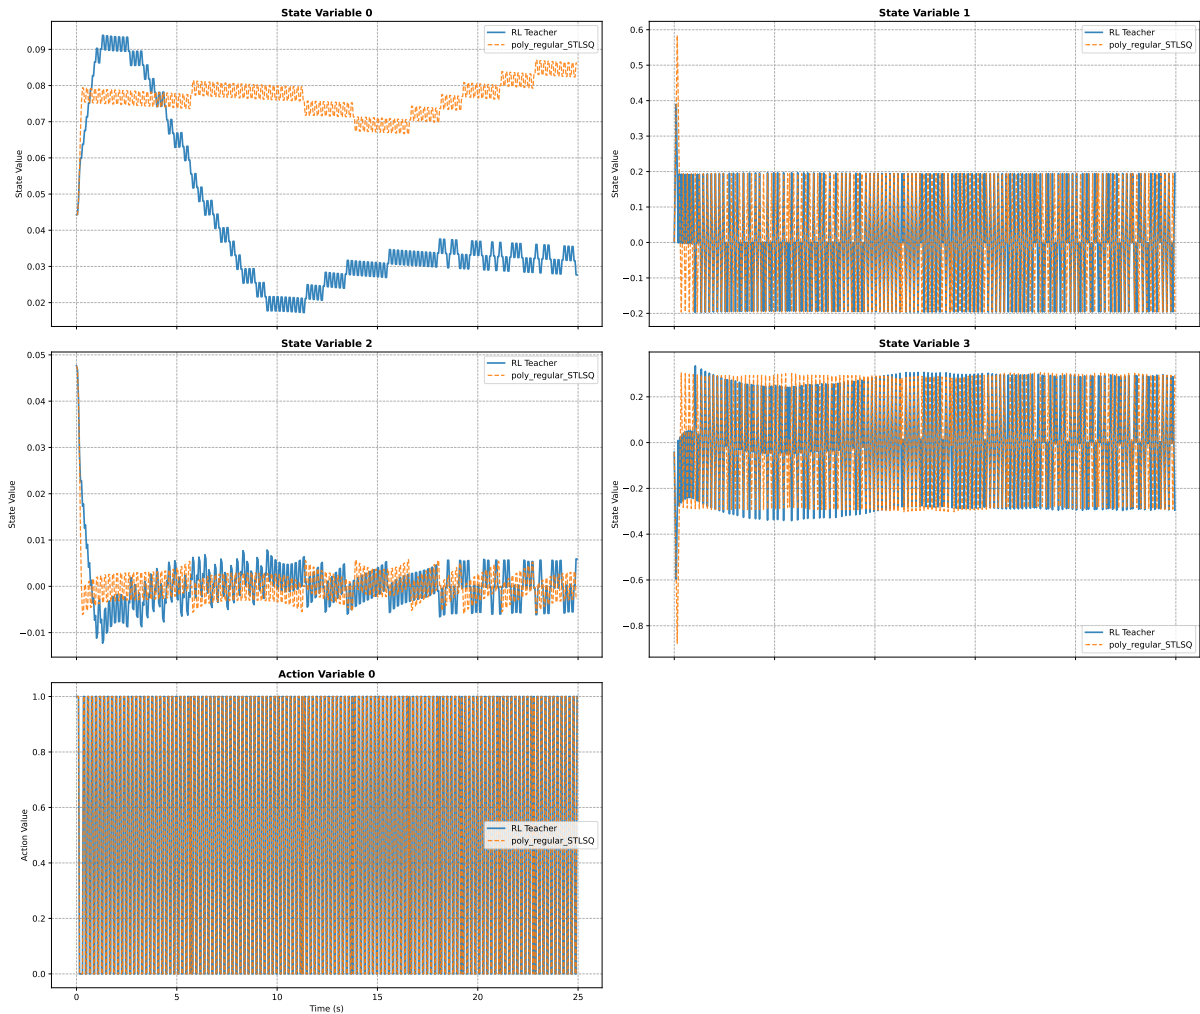 State Variable 0
State Value
0.09
0.08
0.07
0.06
0.05
0.04
0.03
0.02
RL Teacher
poly_regular_STLSQ
State Variable 1
State Value
0.6
0.5
0.4
0.3
0.2
0.1
0.0
−0.1
−0.2
RL Teacher
poly_regular_STLSQ
State Variable 2
State Value
0.05
0.04
0.03
0.02
0.01
0.00
−0.01
RL Teacher
poly_regular_STLSQ
State Variable 3
State Value
0.2
0.0
−0.2
−0.4
−0.6
−0.8
RL Teacher
poly_regular_STLSQ
Action Variable 0
Action Value
1.0
0.8
0.6
0.4
0.2
0.0
RL Teacher
poly_regular_STLSQ
0 5 10 15 20 25
Time (s)